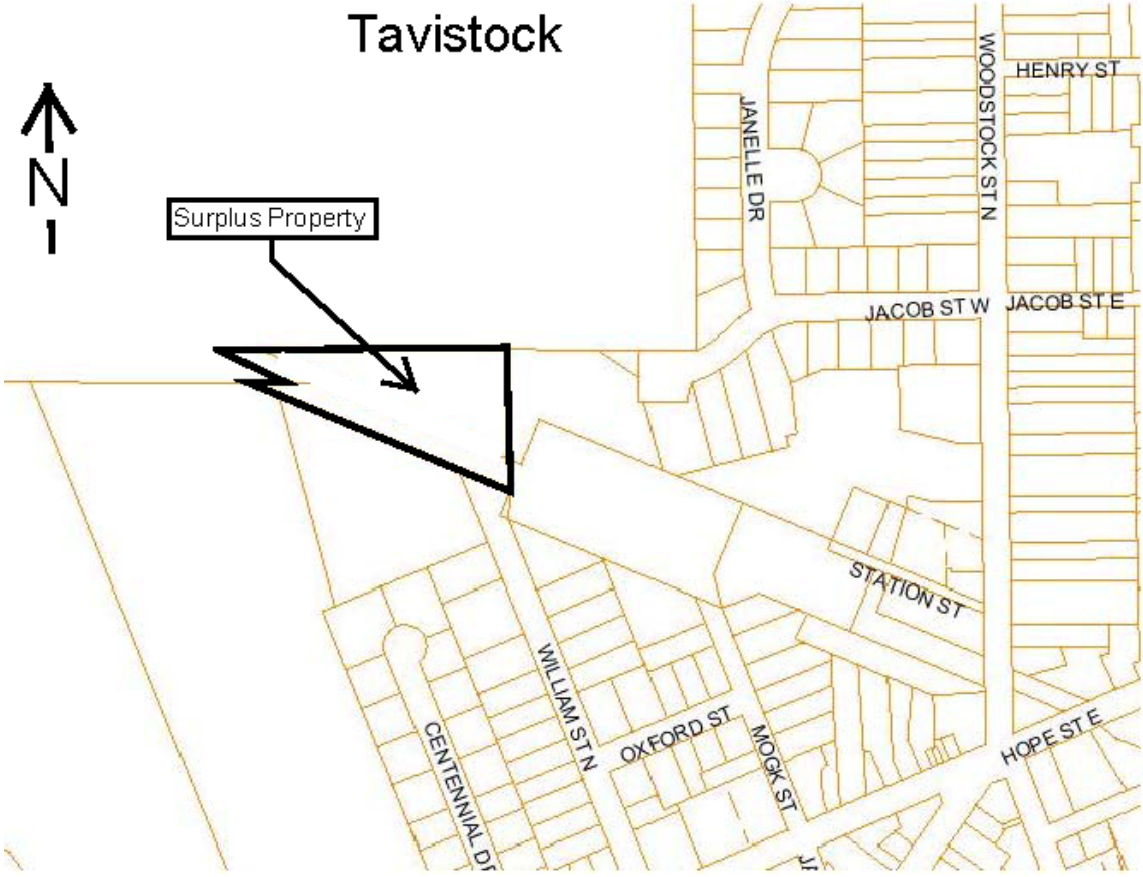 Tavistock
N
Surplus Property
HENRY ST
WOODSTOCK ST N
JANELLE DR
JACOB ST W
JACOB ST E
STATION ST
WILLIAM ST N
CENTENNIAL DR
OXFORD ST
MOGK ST
HOPE ST E
JA